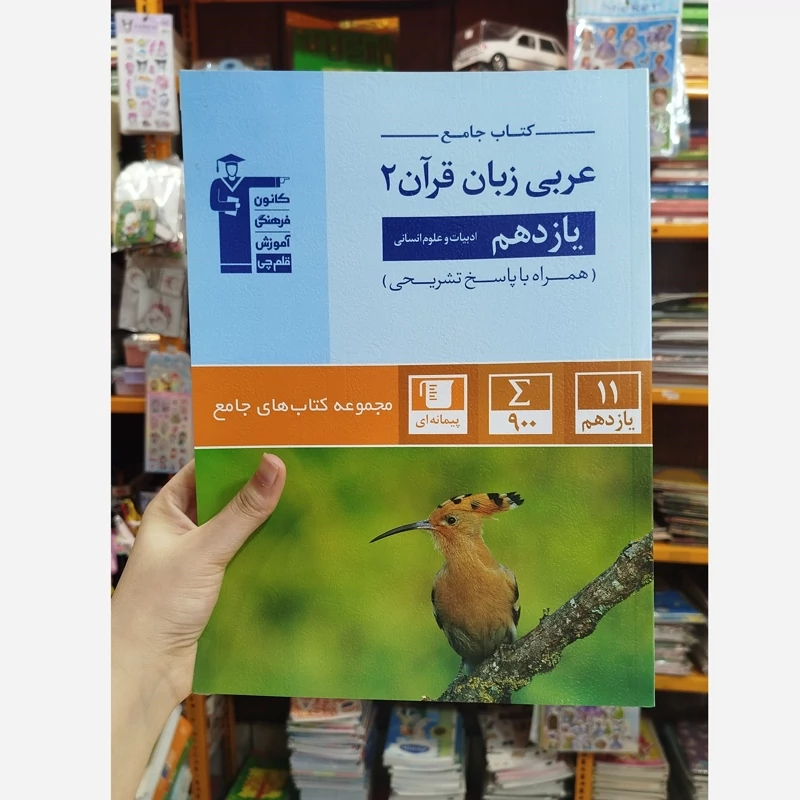 کتاب جامع
عربی زبان قرآن ۲
یازدهم ادبیات و علوم انسانی
(همراه با پاسخ تشریحی)
کانون
فرهنگی
آموزش
قلم‌چی
۱۱
یازدهم
Σ
۹۰۰
پیمانه‌ای
مجموعه کتاب‌های جامع